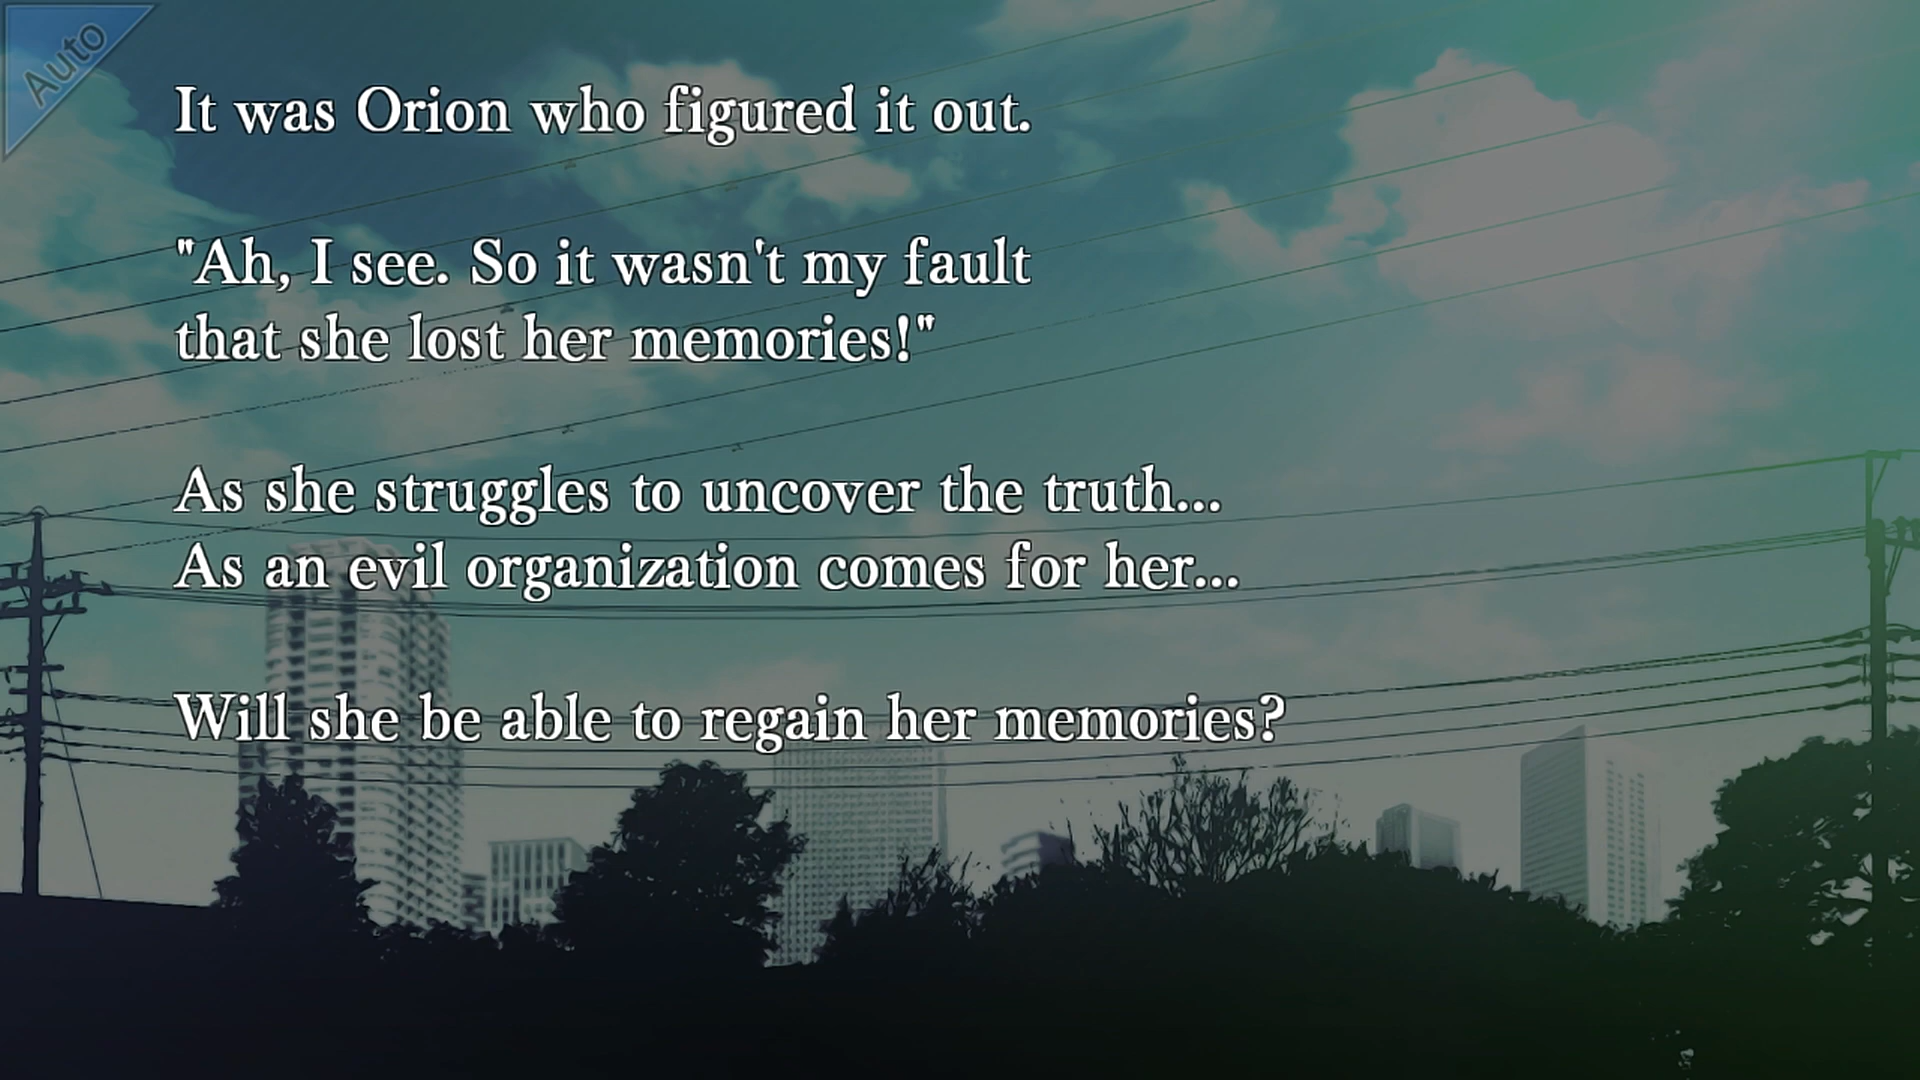 Auto
It was Orion who figured it out.
"Ah, I see. So it wasn't my fault
that she lost her memories!"
As she struggles to uncover the truth...
As an evil organization comes for her...
Will she be able to regain her memories?